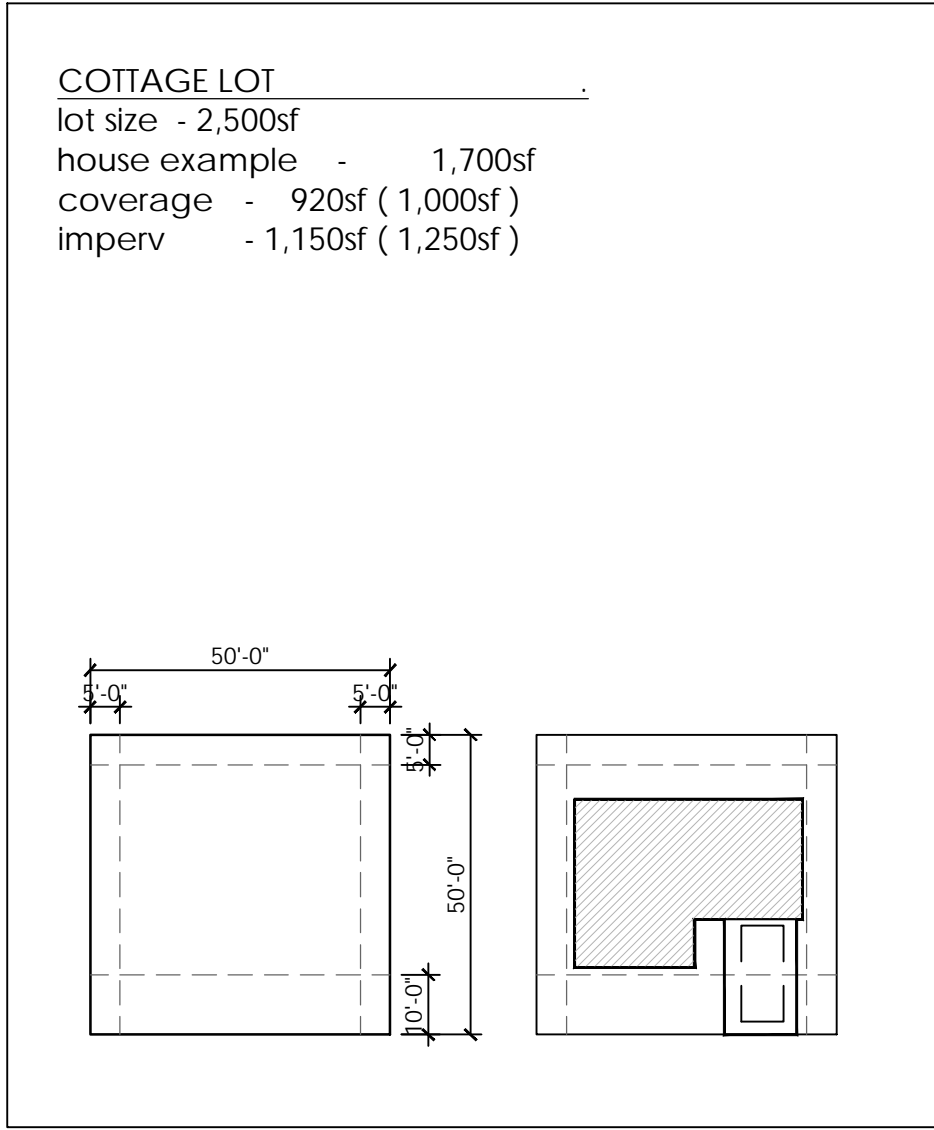 COTTAGE LOT .
lot size - 2,500sf
house example - 1,700sf
coverage - 920sf ( 1,000sf )
imperv - 1,150sf ( 1,250sf )
50'-0"
5'-0" 5'-0"
5'-0"
50'-0"
10'-0"